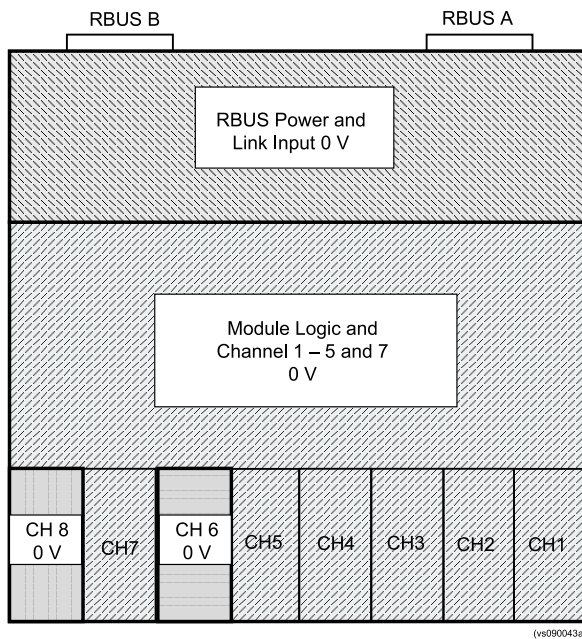 RBUS B
RBUS A
RBUS Power and
Link Input 0 V
Module Logic and
Channel 1 – 5 and 7
0 V
CH 8
0 V
CH7
CH 6
0 V
CH5
CH4
CH3
CH2
CH1
(vs090043a